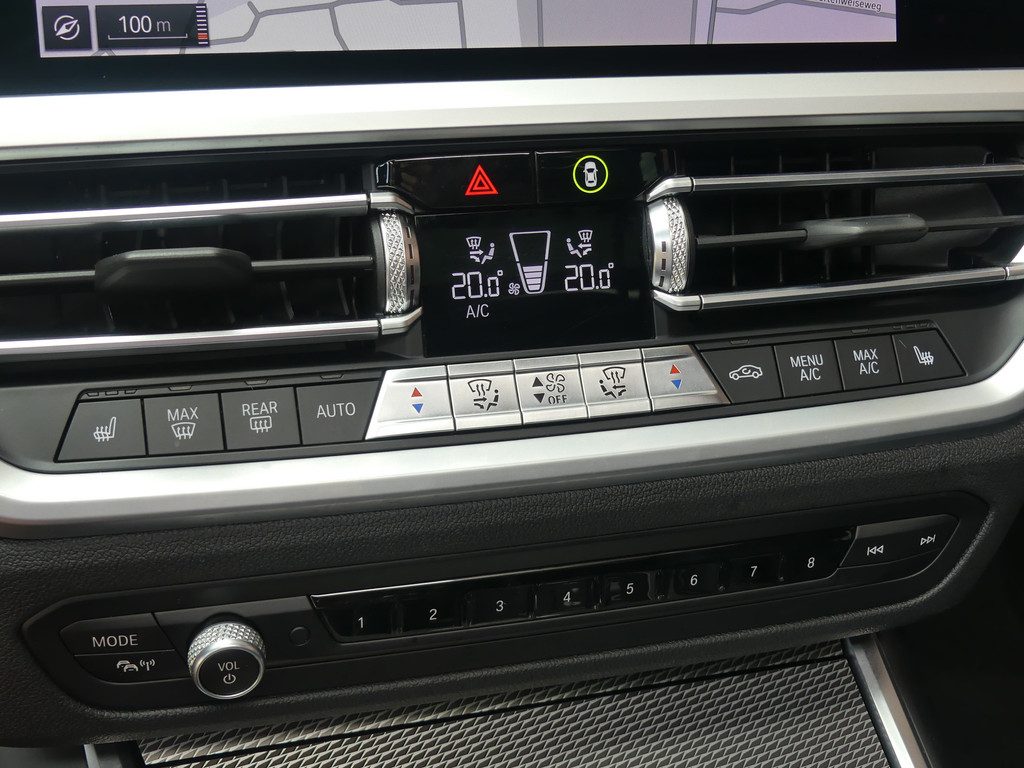 100 m
20.0°
20.0°
A/C
MAX
REAR
AUTO
OFF
MENU
A/C
MAX
A/C
1
2
3
4
5
6
7
8
MODE
VOL